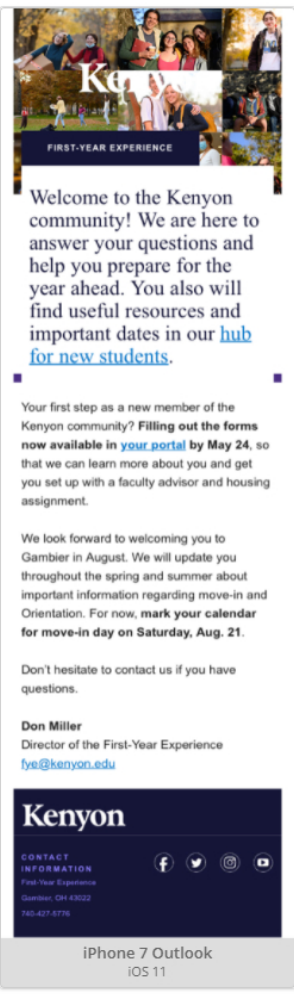 Kenyon
FIRST-YEAR EXPERIENCE
Welcome to the Kenyon
community! We are here to
answer your questions and
help you prepare for the
year ahead. You also will
find useful resources and
important dates in our hub
for new students.
Your first step as a new member of the
Kenyon community? Filling out the forms
now available in your portal by May 24, so
that we can learn more about you and get
you set up with a faculty advisor and housing
assignment.
We look forward to welcoming you to
Gambier in August. We will update you
throughout the spring and summer about
important information regarding move-in and
Orientation. For now, mark your calendar
for move-in day on Saturday, Aug. 21.
Don't hesitate to contact us if you have
questions.
Don Miller
Director of the First-Year Experience
fye@kenyon.edu
Kenyon
CONTACT
INFORMATION
First-Year Experience
Gambier, OH 43022
740-427-5776
iPhone 7 Outlook
iOS 11